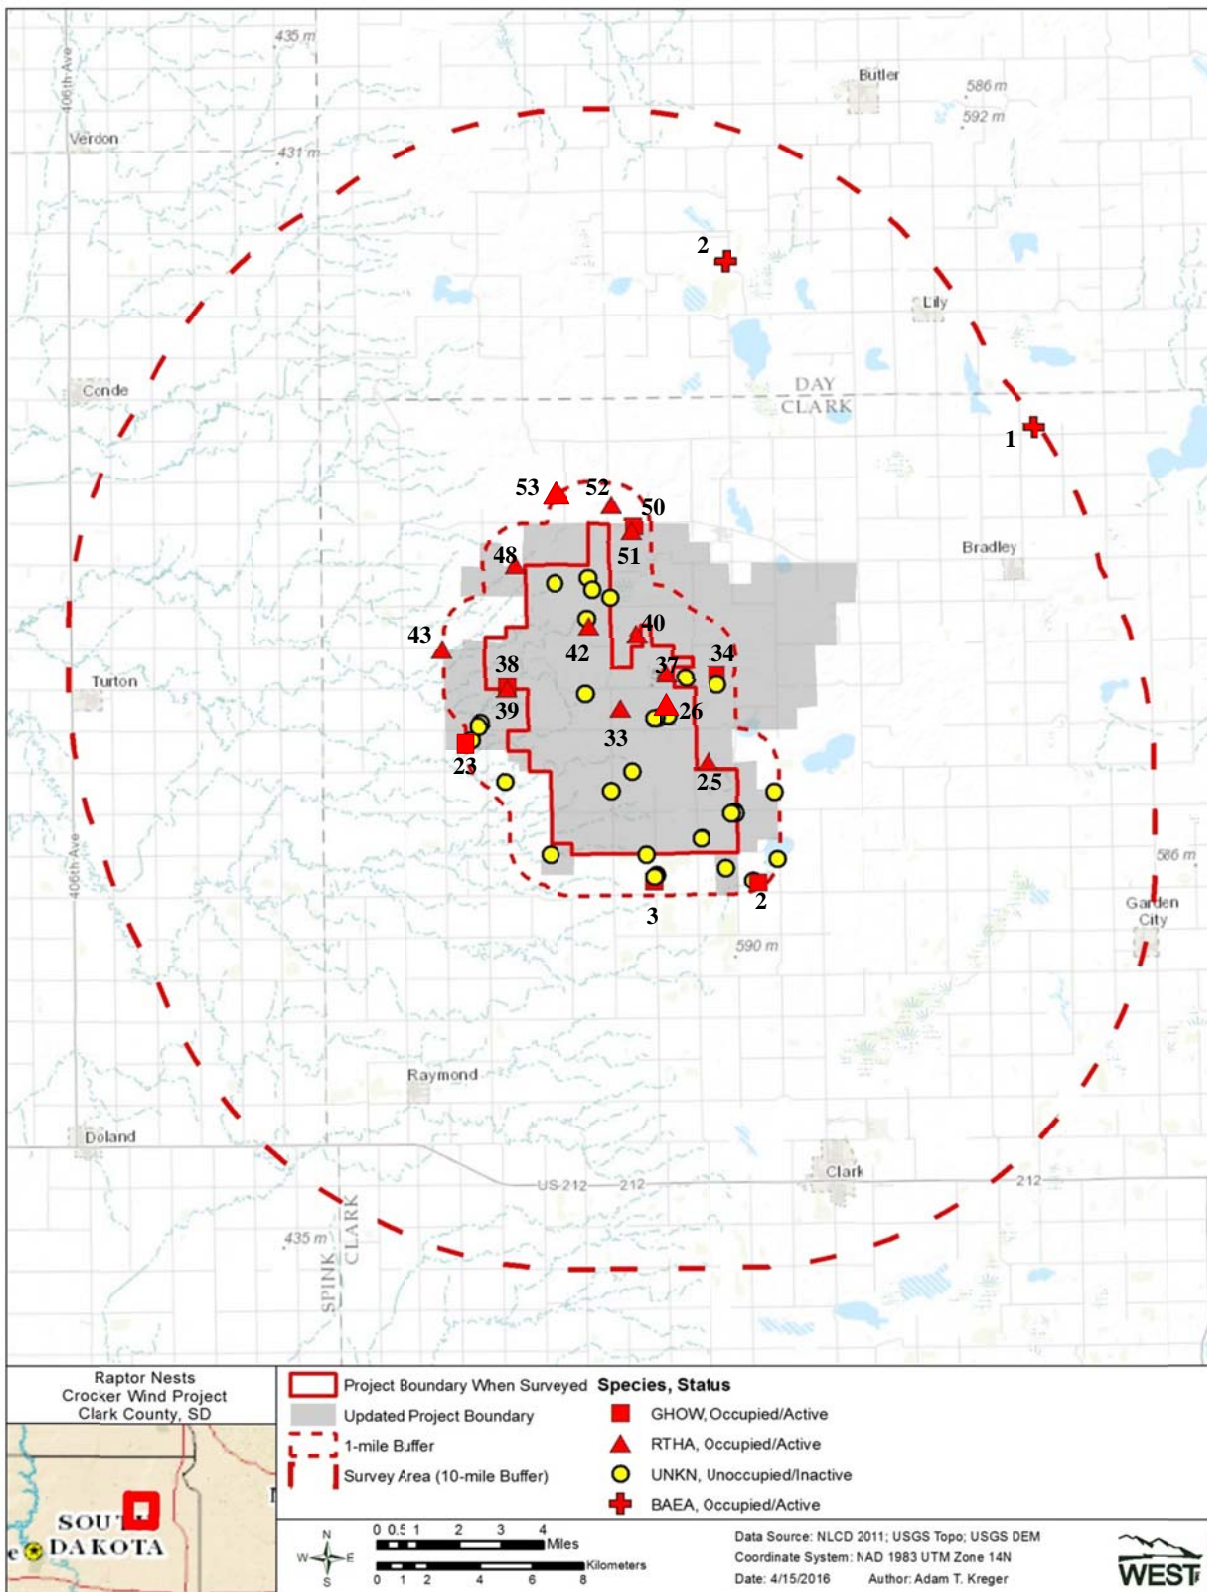 435 m
406th Ave
Butler
586 m
592 m
Verdon
431 m
2
Lily
Conde
DAY
CLARK
1
53
52
50
51
48
Bradley
43
40
42
38
37
34
Turton
39
33
26
23
25
406th Ave
586 m
3
2
Garden
City
590 m
Raymond
Doland
Clark
US 212
212
212
435 m
SPINK
CLARK
Raptor Nests
Crocker Wind Project
Clark County, SD
SOUTH
DAKOTA
e
Project Boundary When Surveyed
Updated Project Boundary
1-mile Buffer
Survey Area (10-mile Buffer)
Species, Status
GHOW, Occupied/Active
RTHA, Occupied/Active
UNKN, Unoccupied/Inactive
BAEA, Occupied/Active
N
W
E
S
0 0.5 1 2 3 4
Miles
Kilometers
0 1 2 4 6 8
Data Source: NLCD 2011; USGS Topo; USGS DEM
Coordinate System: NAD 1983 UTM Zone 14N
Date: 4/15/2016 Author: Adam T. Kreger
WEST